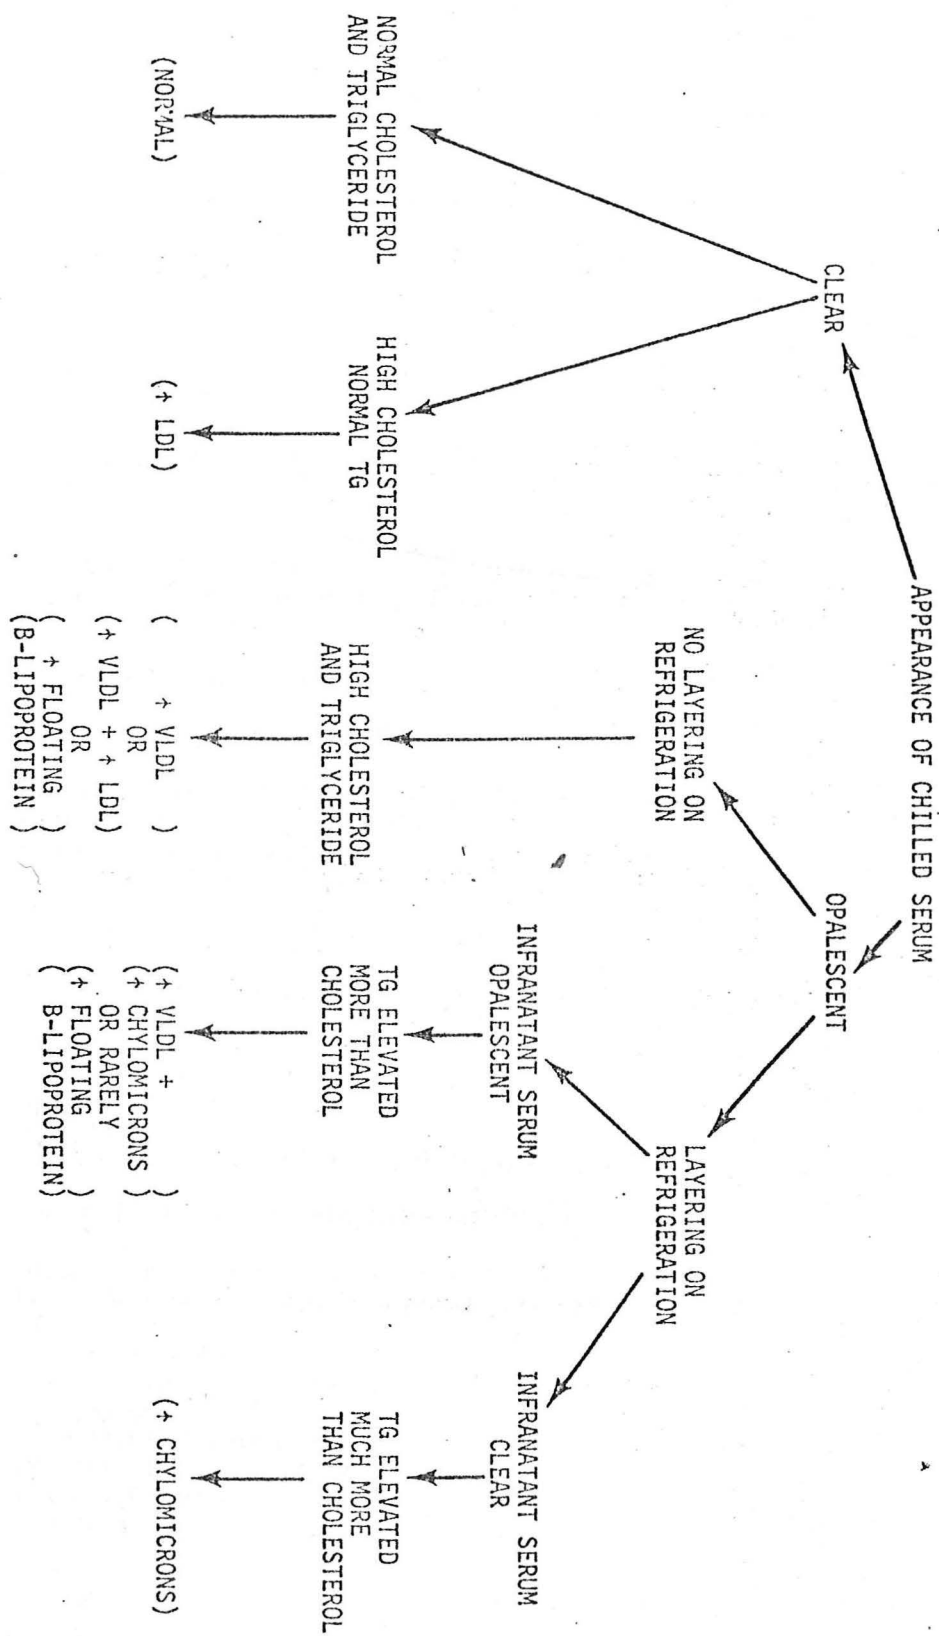 APPEARANCE OF CHILLED SERUM
CLEAR
OPALESCENT
NO LAYERING ON
REFRIGERATION
LAYERING ON
REFRIGERATION
INFRANATANT SERUM
OPALESCENT
INFRANATANT SERUM
CLEAR
NORMAL CHOLESTEROL
AND TRIGLYCERIDE
HIGH CHOLESTEROL
NORMAL TG
HIGH CHOLESTEROL
AND TRIGLYCERIDE
TG ELEVATED
MORE THAN
CHOLESTEROL
TG ELEVATED
MUCH MORE
THAN CHOLESTEROL
(NORMAL)
(↑ LDL)
( ↑ VLDL )
OR
(↑ VLDL + ↑ LDL)
OR
( ↑ FLOATING )
(B-LIPOPROTEIN )
(↑ VLDL + )
(↑ CHYLOMICRONS )
OR RARELY
(↑ FLOATING )
( B-LIPOPROTEIN)
(↑ CHYLOMICRONS)